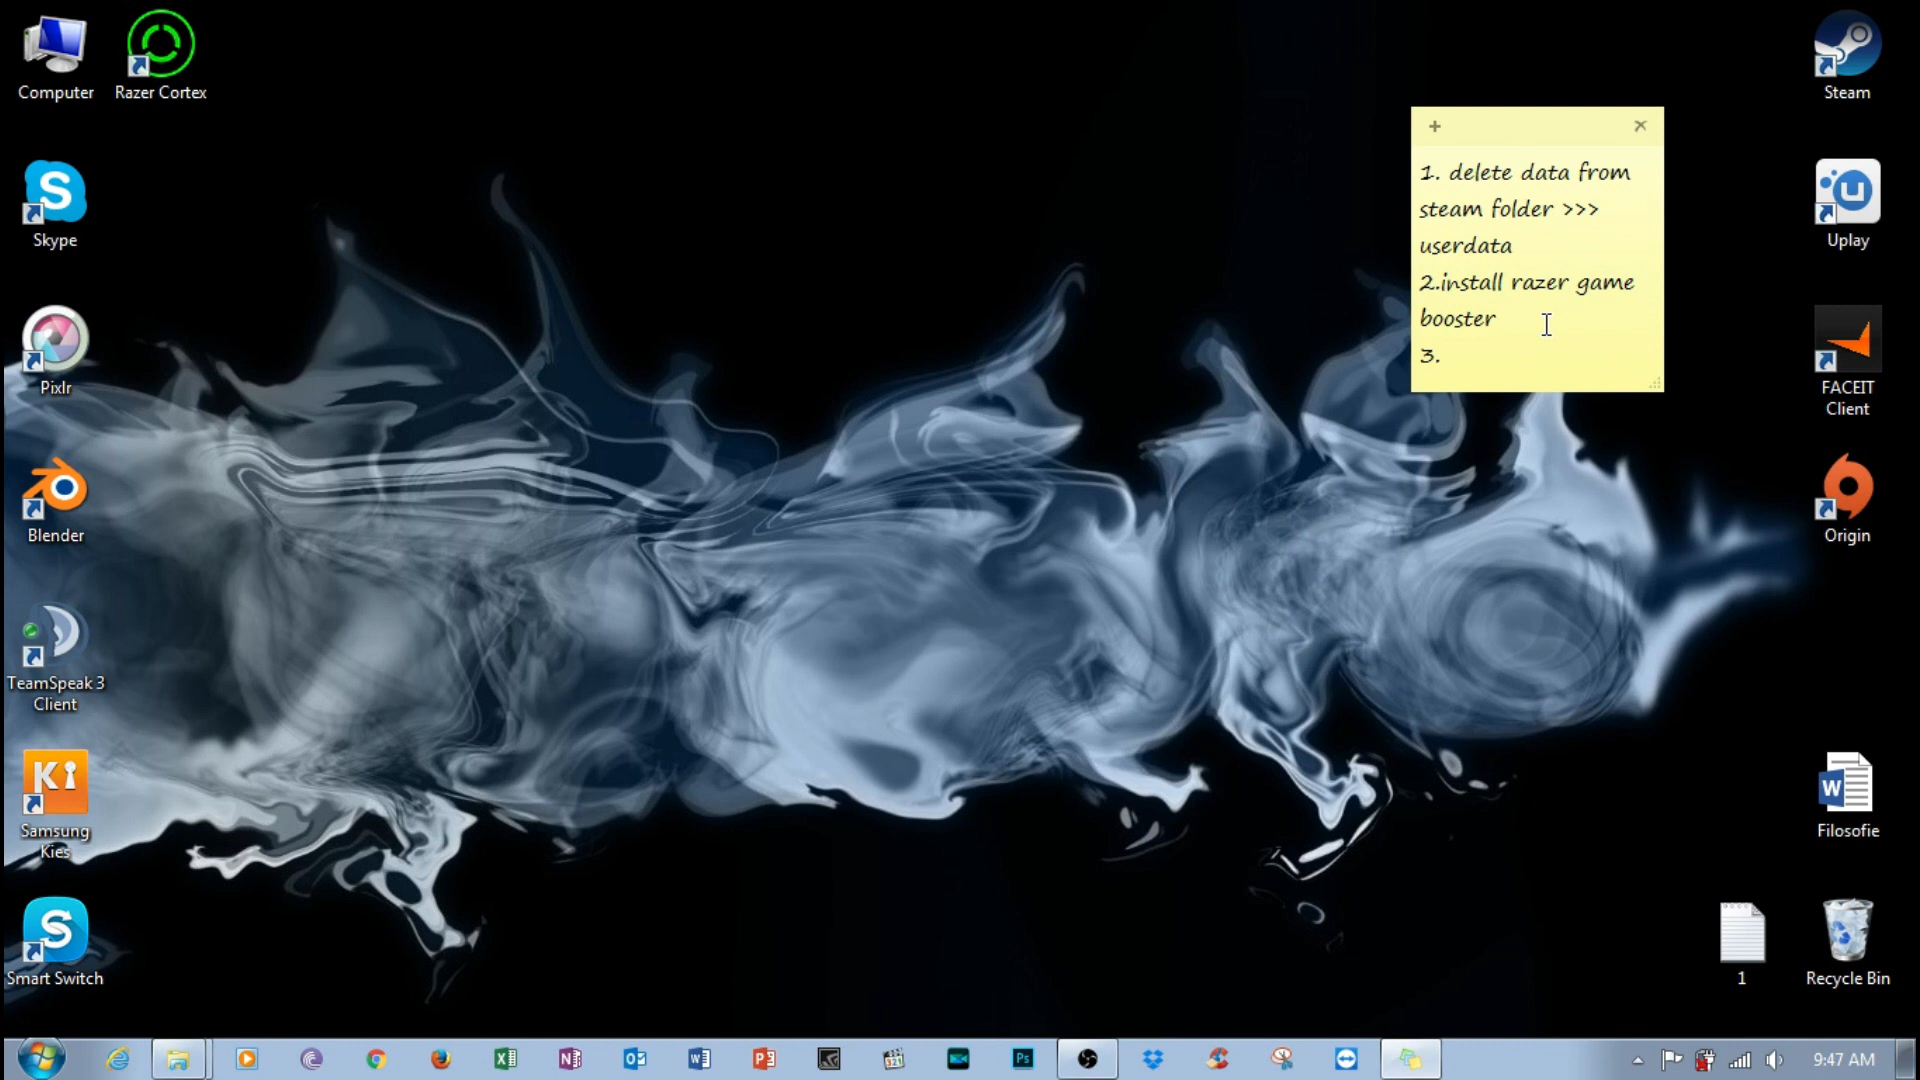 Computer
Razer Cortex
Steam
+ ×
1. delete data from
steam folder >>>
userdata
2.install razer game
booster
3.
Skype
Uplay
Pixlr
FACEIT
Client
Blender
Origin
TeamSpeak 3
Client
Ki
Samsung
Kies
W
Filosofie
Smart Switch
1
Recycle Bin
Ps
9:47 AM